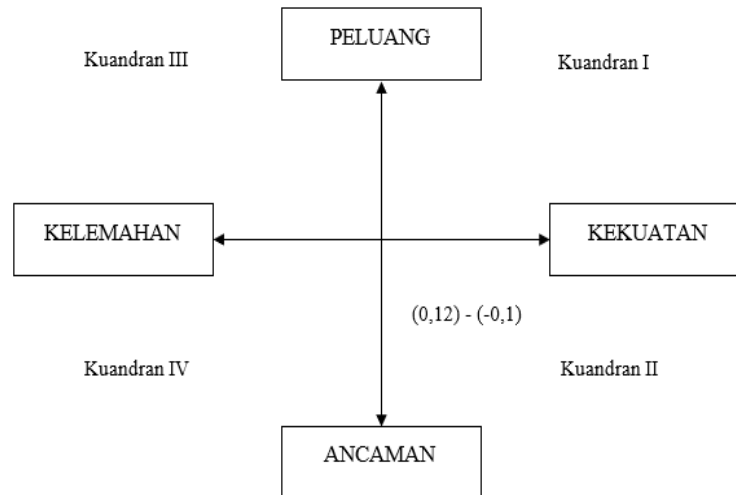 PELUANG
Kuandran III
Kuandran I
KELEMAHAN
KEKUATAN
(0,12) - (-0,1)
Kuandran IV
Kuandran II
ANCAMAN